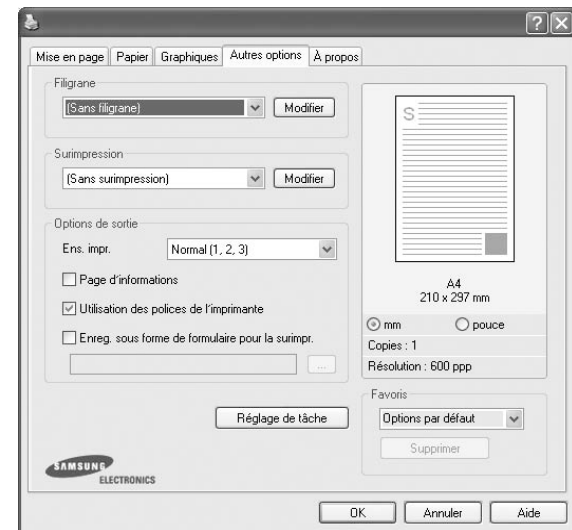 Mise en page Papier Graphiques Autres options À propos
Filigrane
(Sans filigrane) Modifier
Surimpression
(Sans surimpression) Modifier
Options de sortie
Ens. impr. Normal (1, 2, 3)
Page d'informations
Utilisation des polices de l'imprimante
Enreg. sous forme de formulaire pour la surimpr.
...
Réglage de tâche
SAMSUNG
ELECTRONICS
S
A4
210 x 297 mm
mm pouce
Copies : 1
Résolution : 600 ppp
Favoris
Options par défaut
Supprimer
OK Annuler Aide